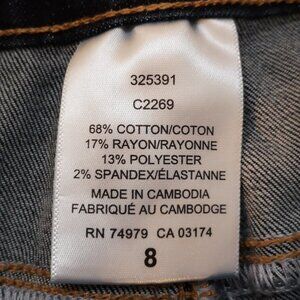 325391
C2269
68% COTTON/COTON
17% RAYON/RAYONNE
13% POLYESTER
2% SPANDEX/ÉLASTANNE
MADE IN CAMBODIA
FABRIQUÉ AU CAMBODGE
RN 74979 CA 03174
8